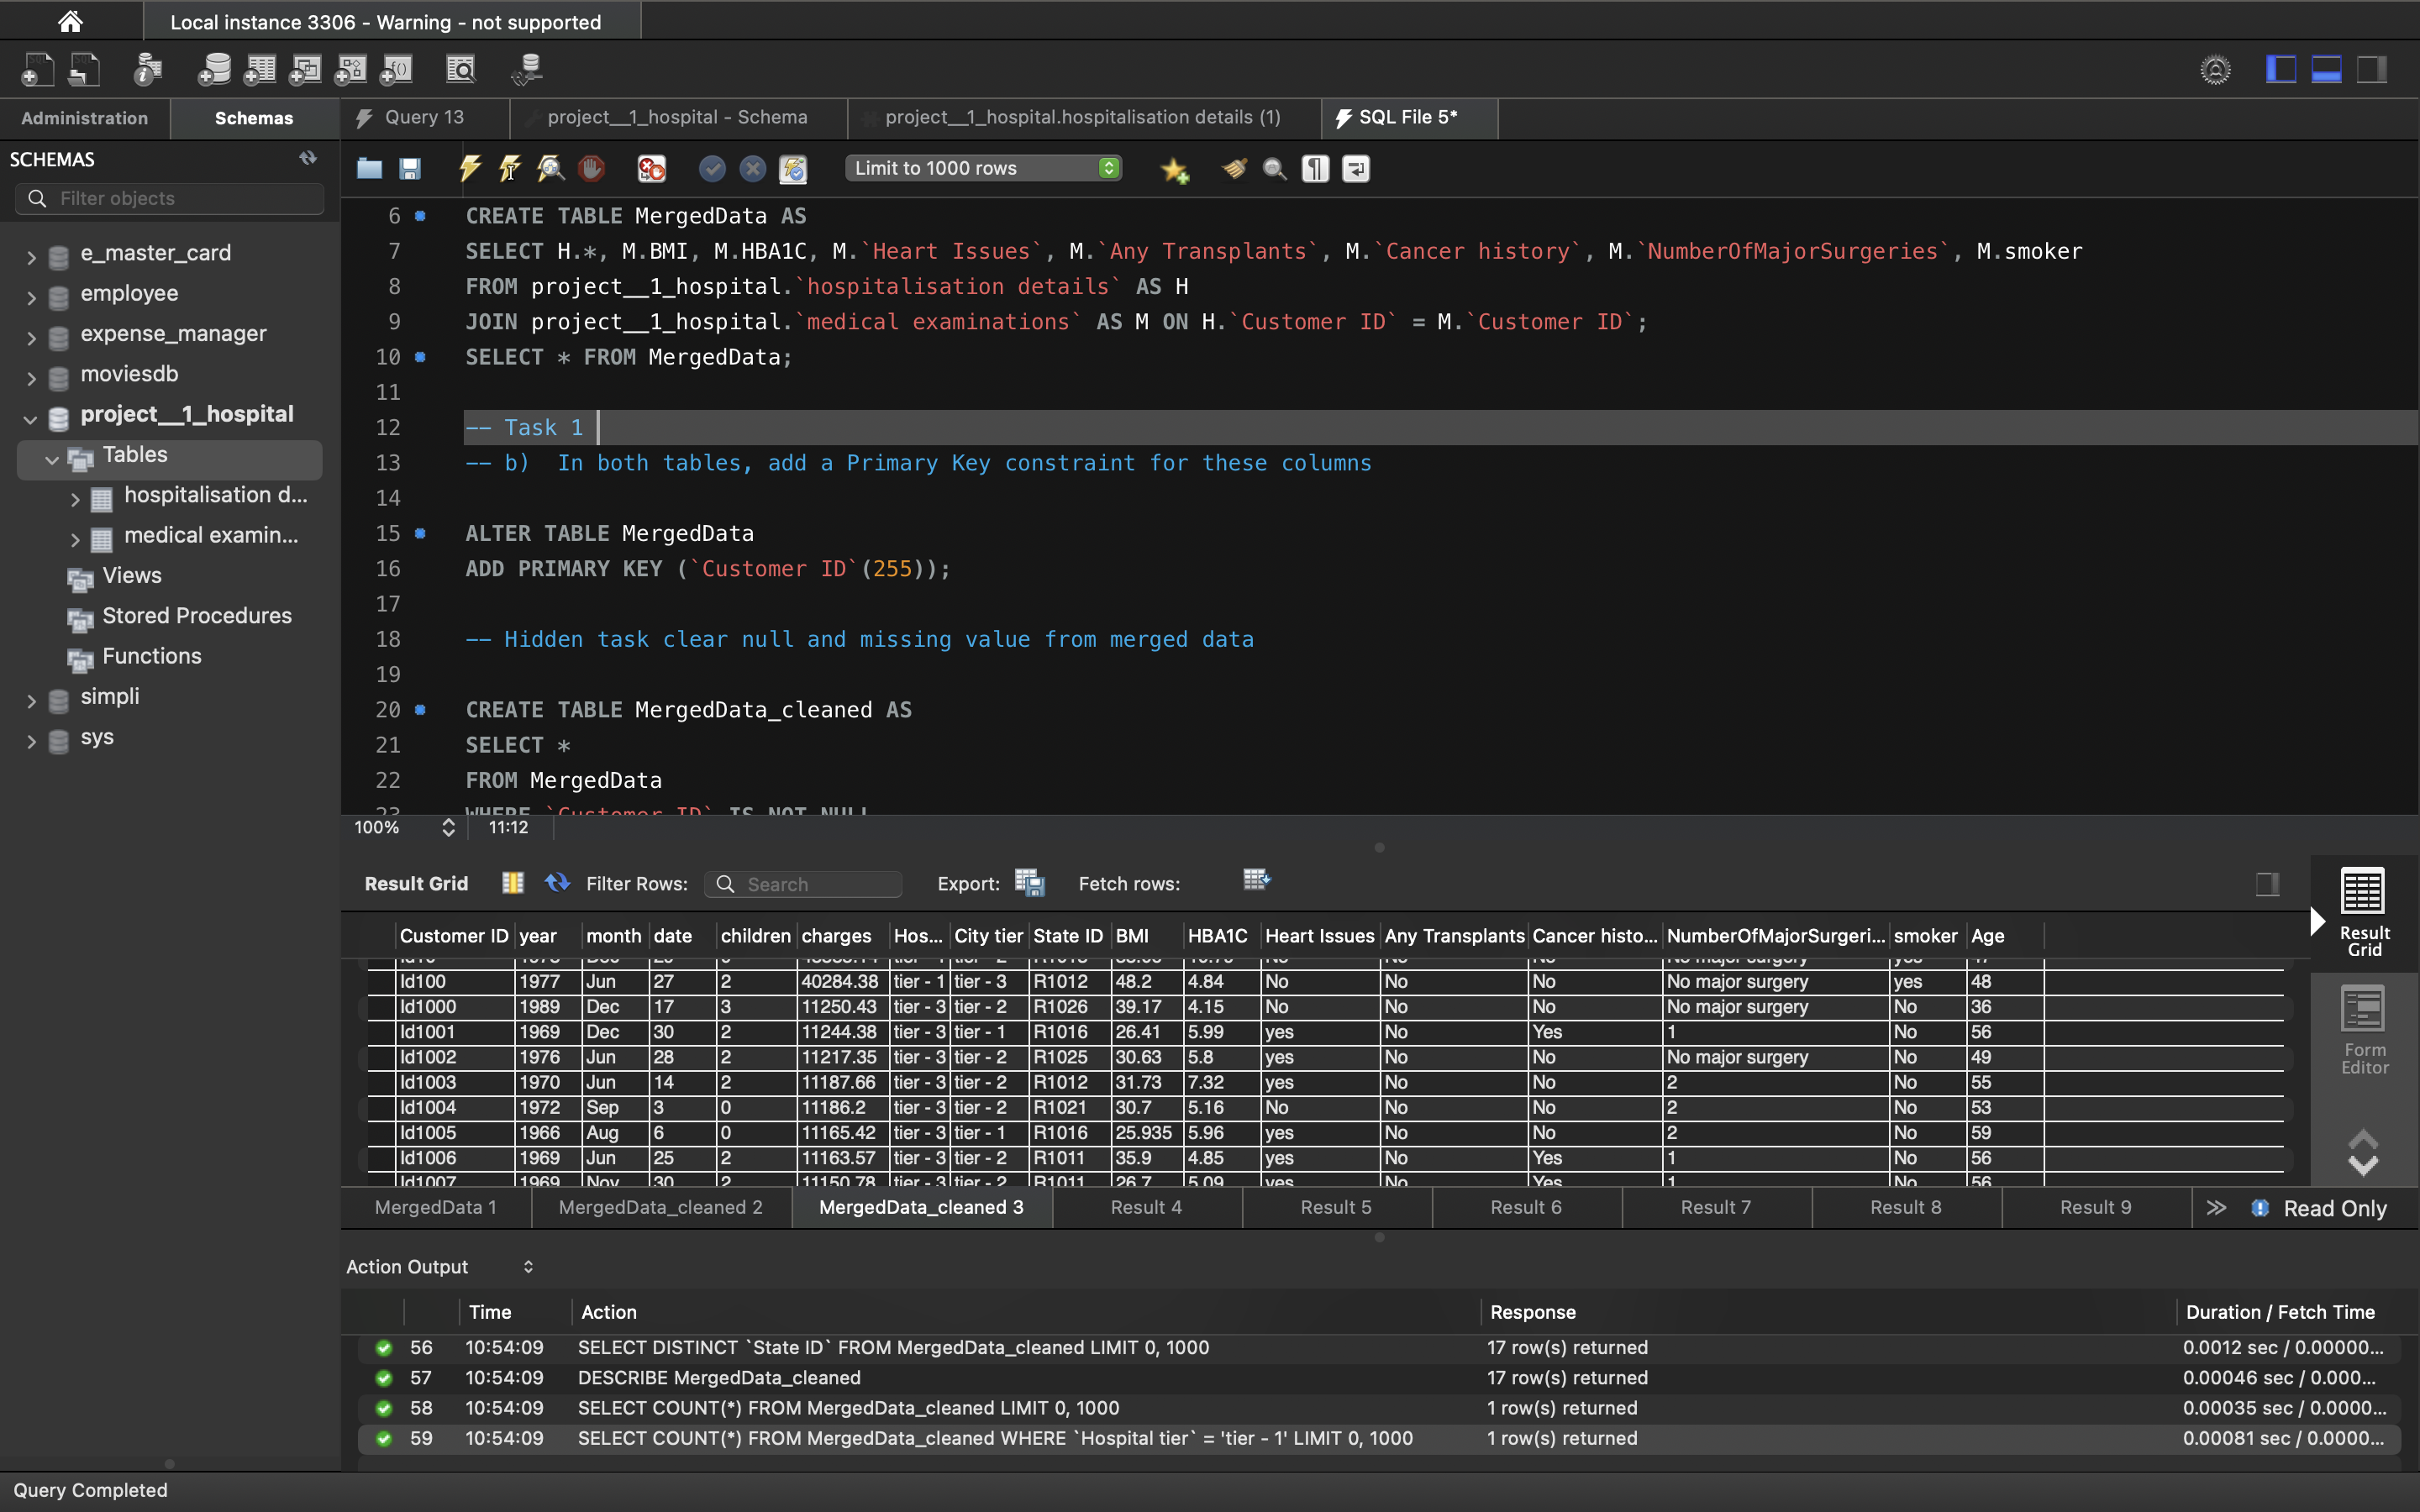 Local instance 3306 - Warning - not supported
Administration
Schemas
Query 13
project__1_hospital - Schema
project__1_hospital.hospitalisation details (1)
SQL File 5*
SCHEMAS
Filter objects
Limit to 1000 rows
e_master_card
employee
expense_manager
moviesdb
project__1_hospital
Tables
hospitalisation d...
medical examin...
Views
Stored Procedures
Functions
simpli
sys
6 CREATE TABLE MergedData AS
7 SELECT H.*, M.BMI, M.HBA1C, M.`Heart Issues`, M.`Any Transplants`, M.`Cancer history`, M.`NumberOfMajorSurgeries`, M.smoker
8 FROM project__1_hospital.`hospitalisation details` AS H
9 JOIN project__1_hospital.`medical examinations` AS M ON H.`Customer ID` = M.`Customer ID`;
10 SELECT * FROM MergedData;
11
12 -- Task 1
13 -- b)  In both tables, add a Primary Key constraint for these columns
14
15 ALTER TABLE MergedData
16 ADD PRIMARY KEY (`Customer ID`(255));
17
18 -- Hidden task clear null and missing value from merged data
19
20 CREATE TABLE MergedData_cleaned AS
21 SELECT *
22 FROM MergedData
23 WHERE `Customer ID` IS NOT NULL
100% 11:12
Result Grid Filter Rows: Search Export: Fetch rows:
Customer ID year month date children charges Hos... City tier State ID BMI HBA1C Heart Issues Any Transplants Cancer histo... NumberOfMajorSurgeri... smoker Age
Id100 1977 Jun 27 2 40284.38 tier - 1 tier - 3 R1012 48.2 4.84 No No No No major surgery yes 48
Id1000 1989 Dec 17 3 11250.43 tier - 3 tier - 2 R1026 39.17 4.15 No No No No major surgery No 36
Id1001 1969 Dec 30 2 11244.38 tier - 3 tier - 1 R1016 26.41 5.99 yes No Yes 1 No 56
Id1002 1976 Jun 28 2 11217.35 tier - 3 tier - 2 R1025 30.63 5.8 yes No No No major surgery No 49
Id1003 1970 Jun 14 2 11187.66 tier - 3 tier - 2 R1012 31.73 7.32 yes No No 2 No 55
Id1004 1972 Sep 3 0 11186.2 tier - 3 tier - 2 R1021 30.7 5.16 No No No 2 No 53
Id1005 1966 Aug 6 0 11165.42 tier - 3 tier - 1 R1016 25.935 5.96 yes No No 2 No 59
Id1006 1969 Jun 25 2 11163.57 tier - 3 tier - 2 R1011 35.9 4.85 yes No Yes 1 No 56
Id1007 1969 Nov 30 2 11150.78 tier - 3 tier - 2 R1011 26.7 5.09 yes No Yes 1 No 56
Result
Grid
Form
Editor
MergedData 1
MergedData_cleaned 2
MergedData_cleaned 3
Result 4
Result 5
Result 6
Result 7
Result 8
Result 9
Read Only
Action Output
Time Action Response Duration / Fetch Time
56 10:54:09 SELECT DISTINCT `State ID` FROM MergedData_cleaned LIMIT 0, 1000 17 row(s) returned 0.0012 sec / 0.00000...
57 10:54:09 DESCRIBE MergedData_cleaned 17 row(s) returned 0.00046 sec / 0.000...
58 10:54:09 SELECT COUNT(*) FROM MergedData_cleaned LIMIT 0, 1000 1 row(s) returned 0.00035 sec / 0.0000...
59 10:54:09 SELECT COUNT(*) FROM MergedData_cleaned WHERE `Hospital tier` = 'tier - 1' LIMIT 0, 1000 1 row(s) returned 0.00081 sec / 0.0000...
Query Completed